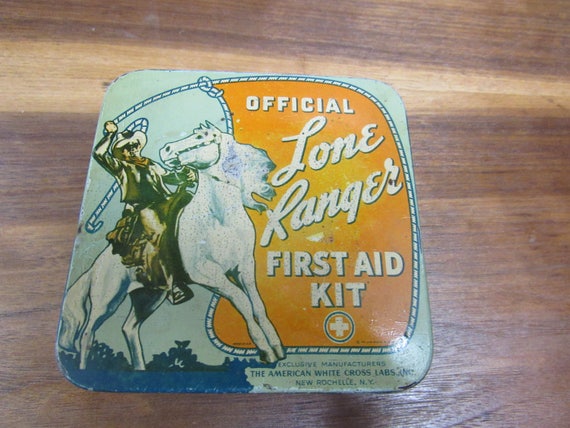 OFFICIAL
Lone
Ranger
FIRST AID
KIT
EXCLUSIVE MANUFACTURERS
THE AMERICAN WHITE CROSS LABS. INC.
NEW ROCHELLE, N.Y.